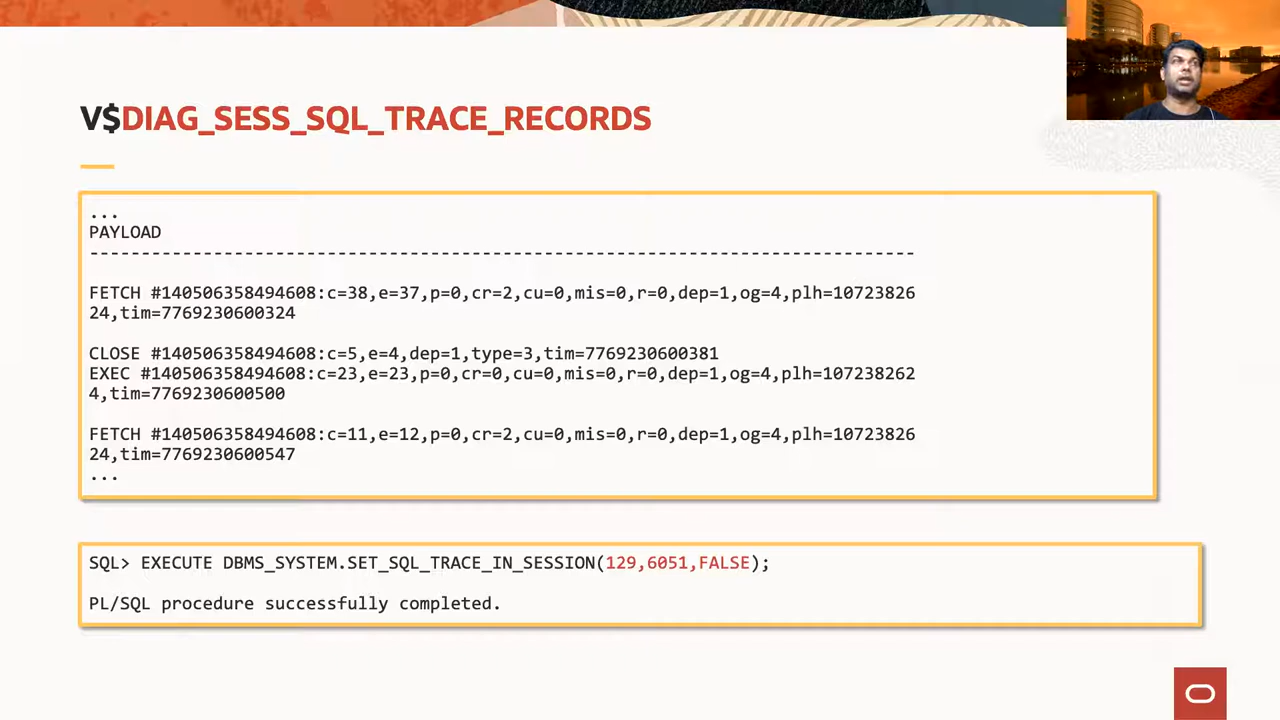 V$DIAG_SESS_SQL_TRACE_RECORDS
...
PAYLOAD
--------------------------------------------------------------------------------
FETCH #140506358494608:c=38,e=37,p=0,cr=2,cu=0,mis=0,r=0,dep=1,og=4,plh=10723826
24,tim=7769230600324
CLOSE #140506358494608:c=5,e=4,dep=1,type=3,tim=7769230600381
EXEC #140506358494608:c=23,e=23,p=0,cr=0,cu=0,mis=0,r=0,dep=1,og=4,plh=107238262
4,tim=7769230600500
FETCH #140506358494608:c=11,e=12,p=0,cr=2,cu=0,mis=0,r=0,dep=1,og=4,plh=10723826
24,tim=7769230600547
...
SQL> EXECUTE DBMS_SYSTEM.SET_SQL_TRACE_IN_SESSION(129,6051,FALSE);
PL/SQL procedure successfully completed.